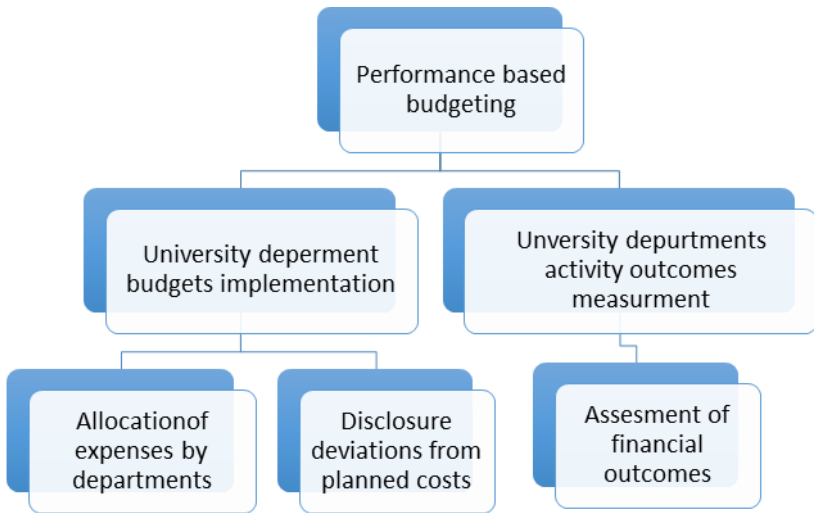 Performance based
budgeting
University deperment
budgets implementation
Unversity depurtments
activity outcomes
measurment
Allocationof
expenses by
departments
Disclosure
deviations from
planned costs
Assesment of
financial
outcomes